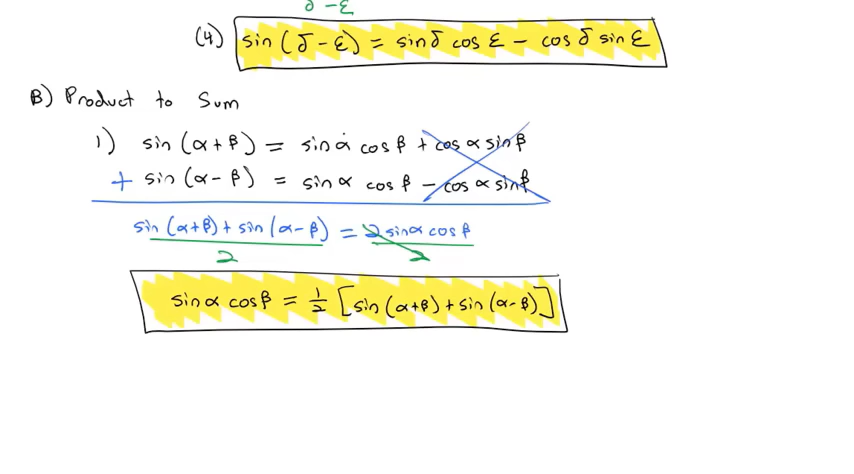 δ - ε
(4) sin (δ - ε) = sin δ cos ε - cos δ sin ε
B) Product to Sum
1) sin (α + β) = sin α cos β + cos α sin β
+ sin (α - β) = sin α cos β - cos α sin β
sin (α + β) + sin (α - β) = 2 sin α cos β
2 2
sin α cos β = 1/2 [sin (α + β) + sin (α - β)]